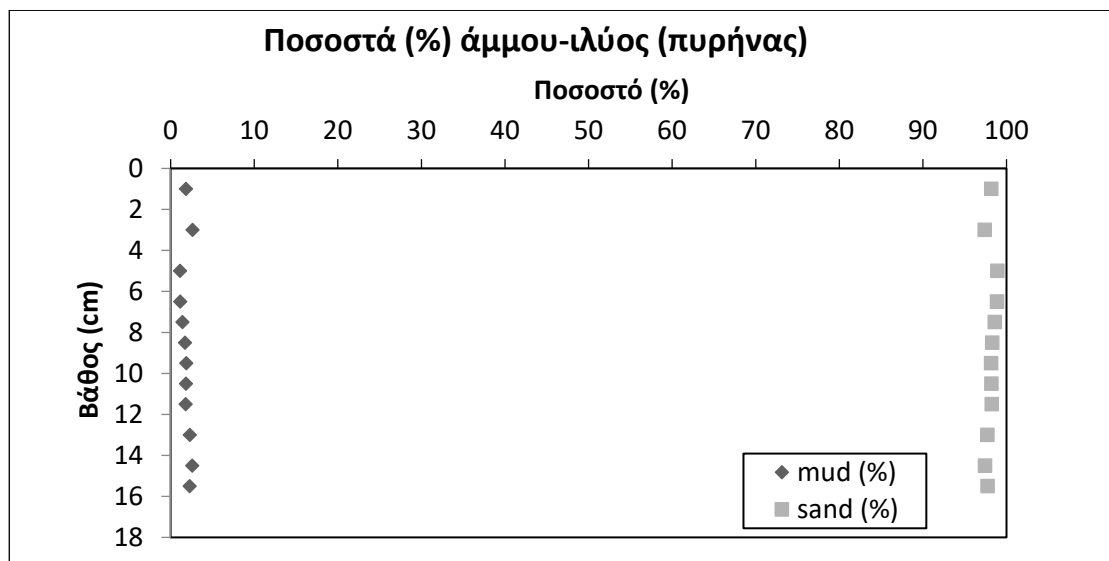 Ποσοστά (%) άμμου-ιλύος (πυρήνας)
Ποσοστό (%)
0 10 20 30 40 50 60 70 80 90 100
0
2
4
6
8
10
12
14
16
18
Βάθος (cm)
mud (%)
sand (%)